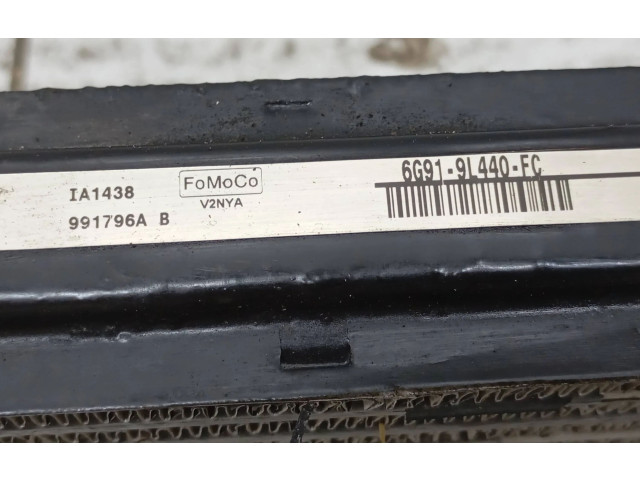 IA1438
991796A B
FoMoCo
V2NYA
6G91-9L440-FC